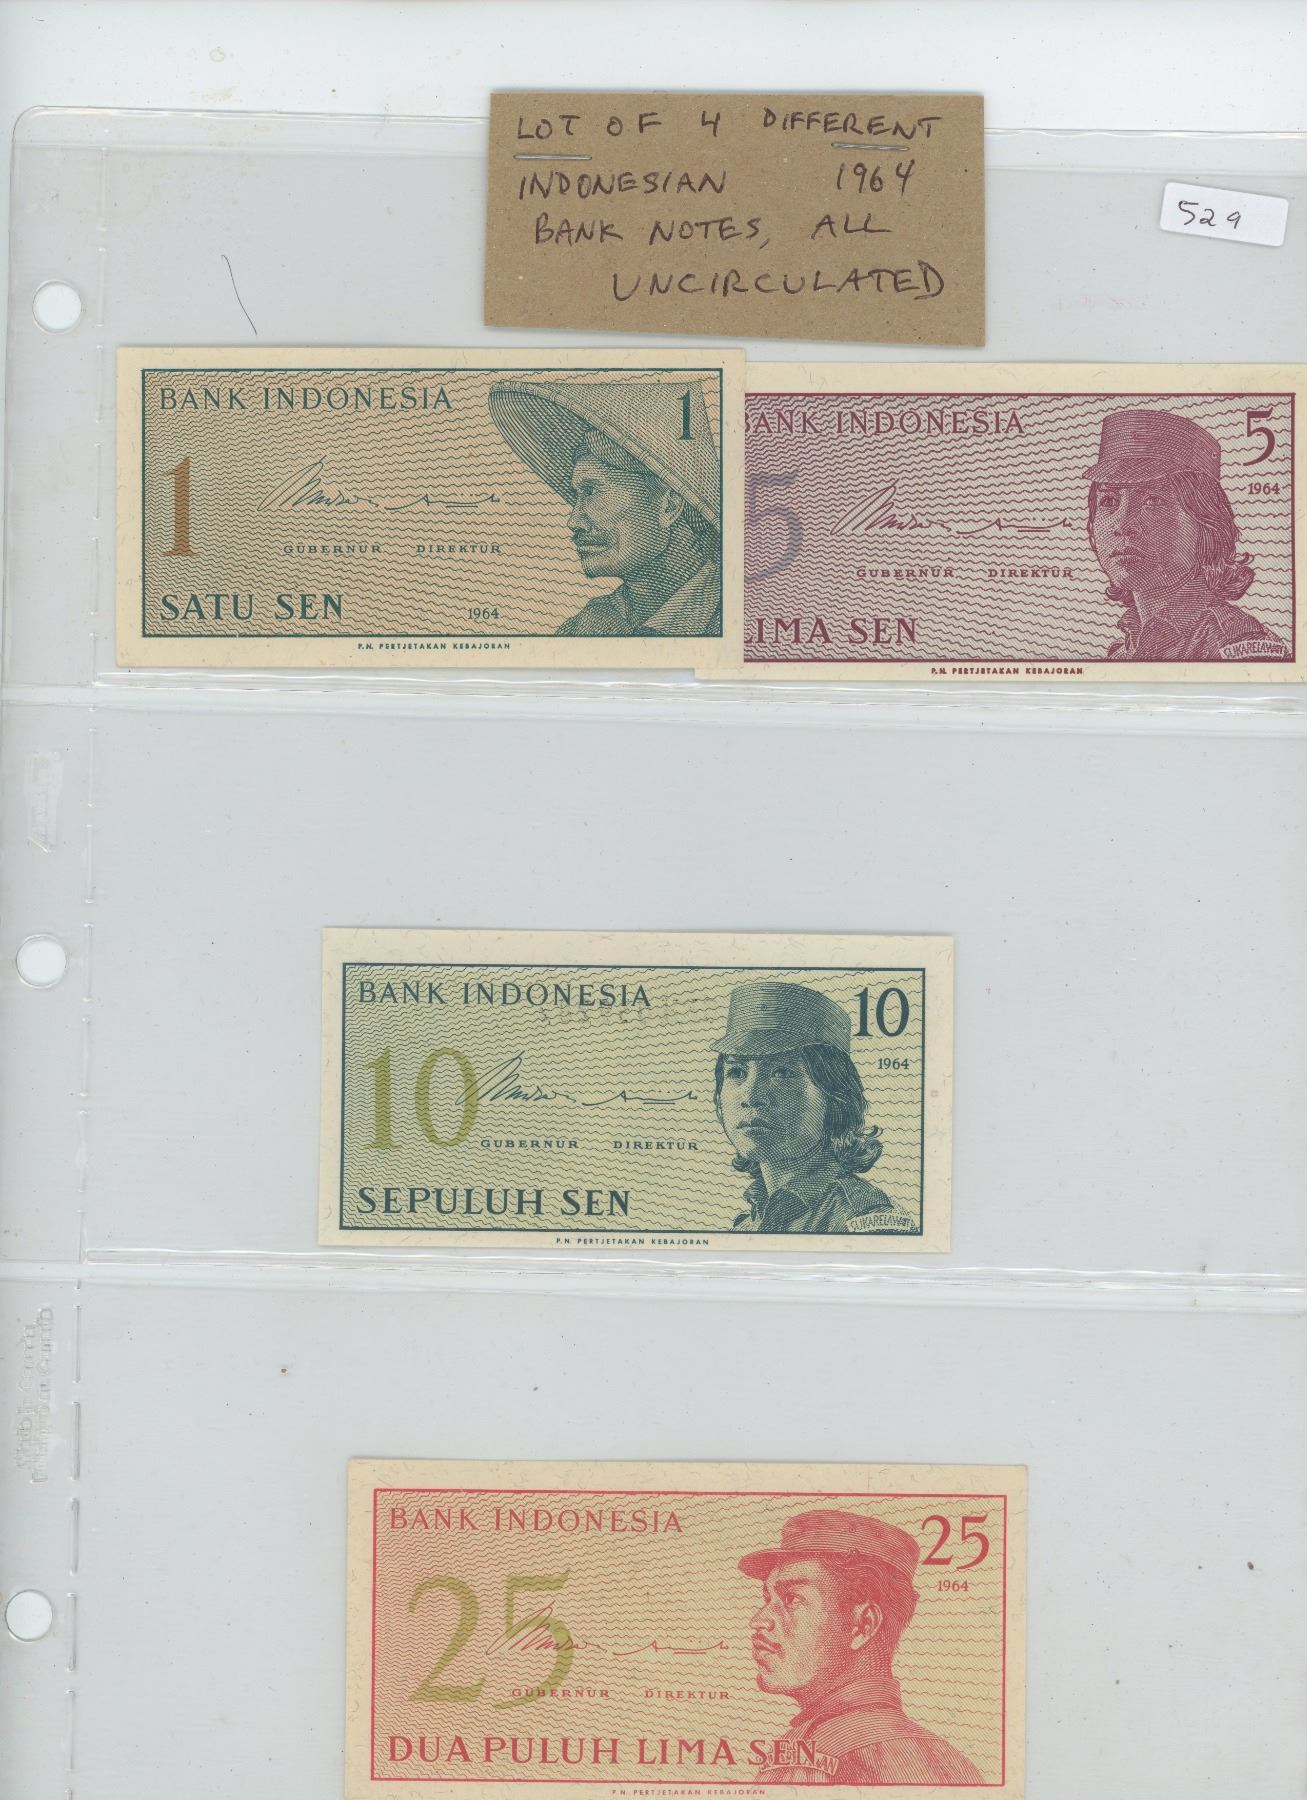 LOT OF 4 DIFFERENT
INDONESIAN 1964
BANK NOTES, ALL
UNCIRCULATED
529
BANK INDONESIA
1
1
GUBERNUR DIREKTUR
SATU SEN
1964
P.N. PERTJETAKAN KEBAJORAN
BANK INDONESIA
5
1964
5
GUBERNUR DIREKTUR
LIMA SEN
SUKARELAWATI
P.N. PERTJETAKAN KEBAJORAN
BANK INDONESIA
10
1964
10
GUBERNUR DIREKTUR
SEPULUH SEN
SUKARELAWATI
P.N. PERTJETAKAN KEBAJORAN
BANK INDONESIA
25
1964
25
GUBERNUR DIREKTUR
DUA PULUH LIMA SEN
P.N. PERTJETAKAN KEBAJORAN